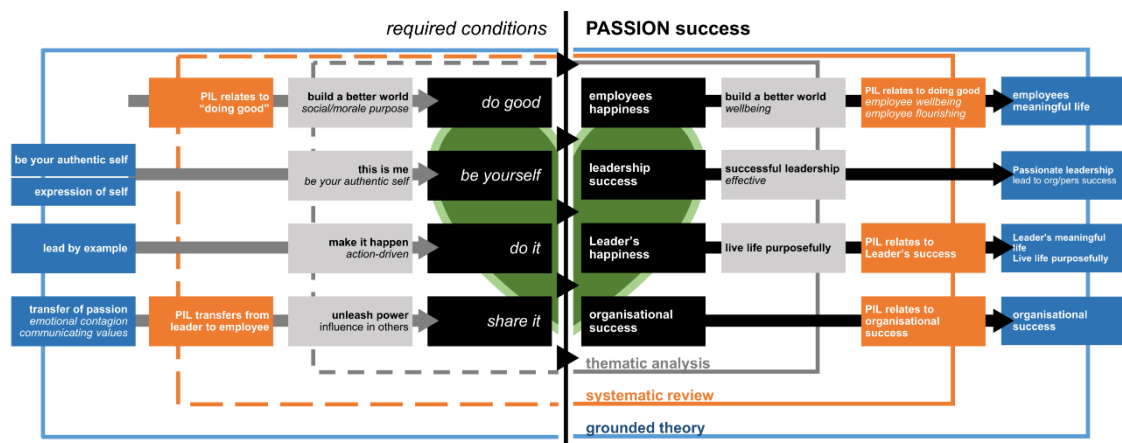 required conditions
PASSION success
PIL relates to
"doing good"
build a better world
social/morale purpose
do good
employees
happiness
build a better world
wellbeing
PIL relates to doing good
employee wellbeing
employee flourishing
employees
meaningful life
be your authentic self
expression of self
this is me
be your authentic self
be yourself
leadership
success
successful leadership
effective
Passionate leadership
lead to org/pers success
lead by example
make it happen
action-driven
do it
Leader's
happiness
live life purposefully
PIL relates to
Leader's success
Leader's meaningful
life
Live life purposefully
transfer of passion
emotional contagion
communicating values
PIL transfers from
leader to employee
unleash power
influence in others
share it
organisational
success
PIL relates to
organisational
success
organisational
success
thematic analysis
systematic review
grounded theory